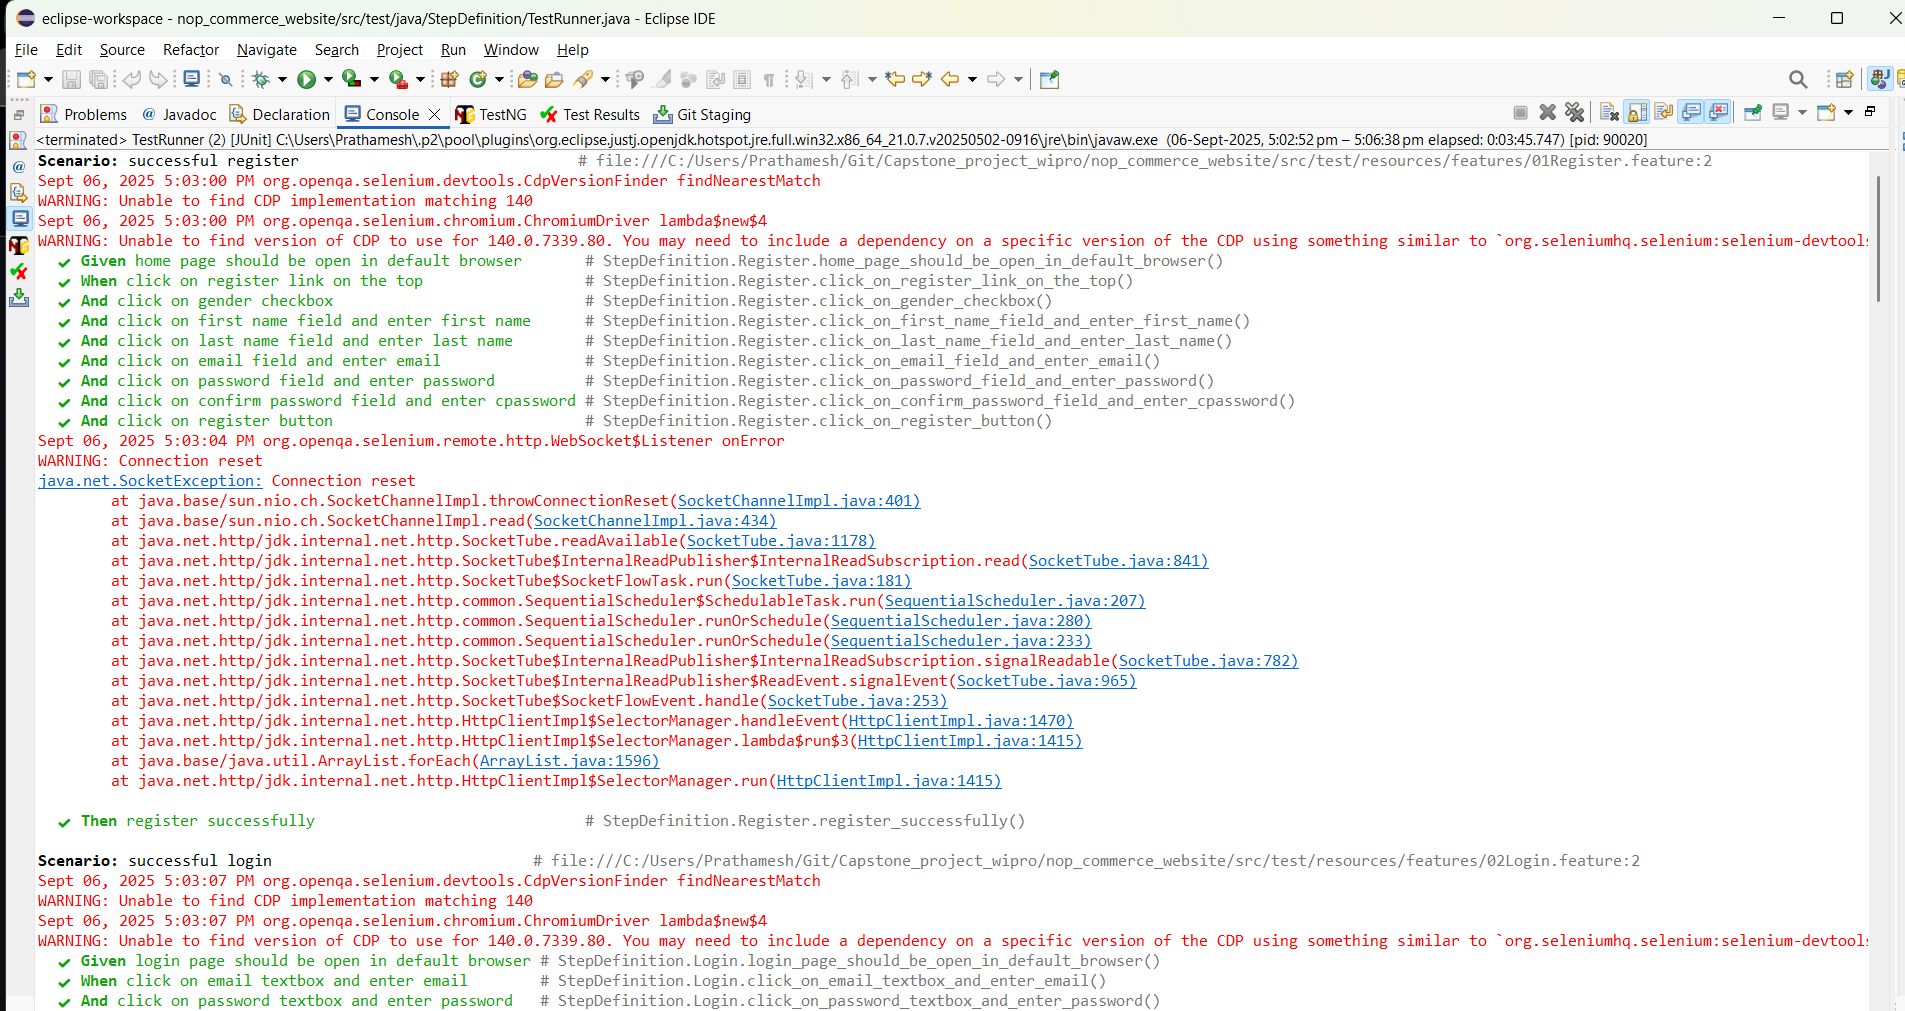 eclipse-workspace - nop_commerce_website/src/test/java/StepDefinition/TestRunner.java - Eclipse IDE
File Edit Source Refactor Navigate Search Project Run Window Help
Problems Javadoc Declaration Console TestNG Test Results Git Staging
<terminated> TestRunner (2) [JUnit] C:\Users\Prathamesh\.p2\pool\plugins\org.eclipse.justj.openjdk.hotspot.jre.full.win32.x86_64_21.0.7.v20250502-0916\jre\bin\javaw.exe (06-Sept-2025, 5:02:52 pm – 5:06:38 pm elapsed: 0:03:45.747) [pid: 90020]
Scenario: successful register # file:///C:/Users/Prathamesh/Git/Capstone_project_wipro/nop_commerce_website/src/test/resources/features/01Register.feature:2
Sept 06, 2025 5:03:00 PM org.openqa.selenium.devtools.CdpVersionFinder findNearestMatch
WARNING: Unable to find CDP implementation matching 140
Sept 06, 2025 5:03:00 PM org.openqa.selenium.chromium.ChromiumDriver lambda$new$4
WARNING: Unable to find version of CDP to use for 140.0.7339.80. You may need to include a dependency on a specific version of the CDP using something similar to `org.seleniumhq.selenium:selenium-devtools
✔ Given home page should be open in default browser # StepDefinition.Register.home_page_should_be_open_in_default_browser()
✔ When click on register link on the top # StepDefinition.Register.click_on_register_link_on_the_top()
✔ And click on gender checkbox # StepDefinition.Register.click_on_gender_checkbox()
✔ And click on first name field and enter first name # StepDefinition.Register.click_on_first_name_field_and_enter_first_name()
✔ And click on last name field and enter last name # StepDefinition.Register.click_on_last_name_field_and_enter_last_name()
✔ And click on email field and enter email # StepDefinition.Register.click_on_email_field_and_enter_email()
✔ And click on password field and enter password # StepDefinition.Register.click_on_password_field_and_enter_password()
✔ And click on confirm password field and enter cpassword # StepDefinition.Register.click_on_confirm_password_field_and_enter_cpassword()
✔ And click on register button # StepDefinition.Register.click_on_register_button()
Sept 06, 2025 5:03:04 PM org.openqa.selenium.remote.http.WebSocket$Listener onError
WARNING: Connection reset
java.net.SocketException: Connection reset
at java.base/sun.nio.ch.SocketChannelImpl.throwConnectionReset(SocketChannelImpl.java:401)
at java.base/sun.nio.ch.SocketChannelImpl.read(SocketChannelImpl.java:434)
at java.net.http/jdk.internal.net.http.SocketTube.readAvailable(SocketTube.java:1178)
at java.net.http/jdk.internal.net.http.SocketTube$InternalReadPublisher$InternalReadSubscription.read(SocketTube.java:841)
at java.net.http/jdk.internal.net.http.SocketTube$SocketFlowTask.run(SocketTube.java:181)
at java.net.http/jdk.internal.net.http.common.SequentialScheduler$SchedulableTask.run(SequentialScheduler.java:207)
at java.net.http/jdk.internal.net.http.common.SequentialScheduler.runOrSchedule(SequentialScheduler.java:280)
at java.net.http/jdk.internal.net.http.common.SequentialScheduler.runOrSchedule(SequentialScheduler.java:233)
at java.net.http/jdk.internal.net.http.SocketTube$InternalReadPublisher$InternalReadSubscription.signalReadable(SocketTube.java:782)
at java.net.http/jdk.internal.net.http.SocketTube$InternalReadPublisher$ReadEvent.signalEvent(SocketTube.java:965)
at java.net.http/jdk.internal.net.http.SocketTube$SocketFlowEvent.handle(SocketTube.java:253)
at java.net.http/jdk.internal.net.http.HttpClientImpl$SelectorManager.handleEvent(HttpClientImpl.java:1470)
at java.net.http/jdk.internal.net.http.HttpClientImpl$SelectorManager.lambda$run$3(HttpClientImpl.java:1415)
at java.base/java.util.ArrayList.forEach(ArrayList.java:1596)
at java.net.http/jdk.internal.net.http.HttpClientImpl$SelectorManager.run(HttpClientImpl.java:1415)
✔ Then register successfully # StepDefinition.Register.register_successfully()
Scenario: successful login # file:///C:/Users/Prathamesh/Git/Capstone_project_wipro/nop_commerce_website/src/test/resources/features/02Login.feature:2
Sept 06, 2025 5:03:07 PM org.openqa.selenium.devtools.CdpVersionFinder findNearestMatch
WARNING: Unable to find CDP implementation matching 140
Sept 06, 2025 5:03:07 PM org.openqa.selenium.chromium.ChromiumDriver lambda$new$4
WARNING: Unable to find version of CDP to use for 140.0.7339.80. You may need to include a dependency on a specific version of the CDP using something similar to `org.seleniumhq.selenium:selenium-devtools
✔ Given login page should be open in default browser # StepDefinition.Login.login_page_should_be_open_in_default_browser()
✔ When click on email textbox and enter email # StepDefinition.Login.click_on_email_textbox_and_enter_email()
✔ And click on password textbox and enter password # StepDefinition.Login.click_on_password_textbox_and_enter_password()